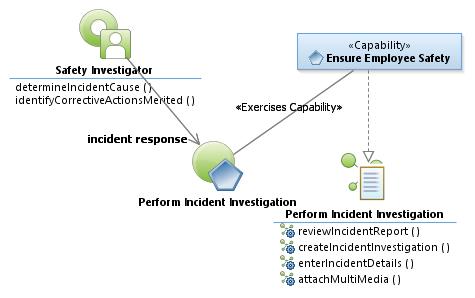 «Capability»
Ensure Employee Safety
Safety Investigator
determineIncidentCause ( )
identifyCorrectiveActionsMerited ( )
«Exercises Capability»
incident response
Perform Incident Investigation
Perform Incident Investigation
reviewIncidentReport ( )
createIncidentInvestigation ( )
enterIncidentDetails ( )
attachMultiMedia ( )